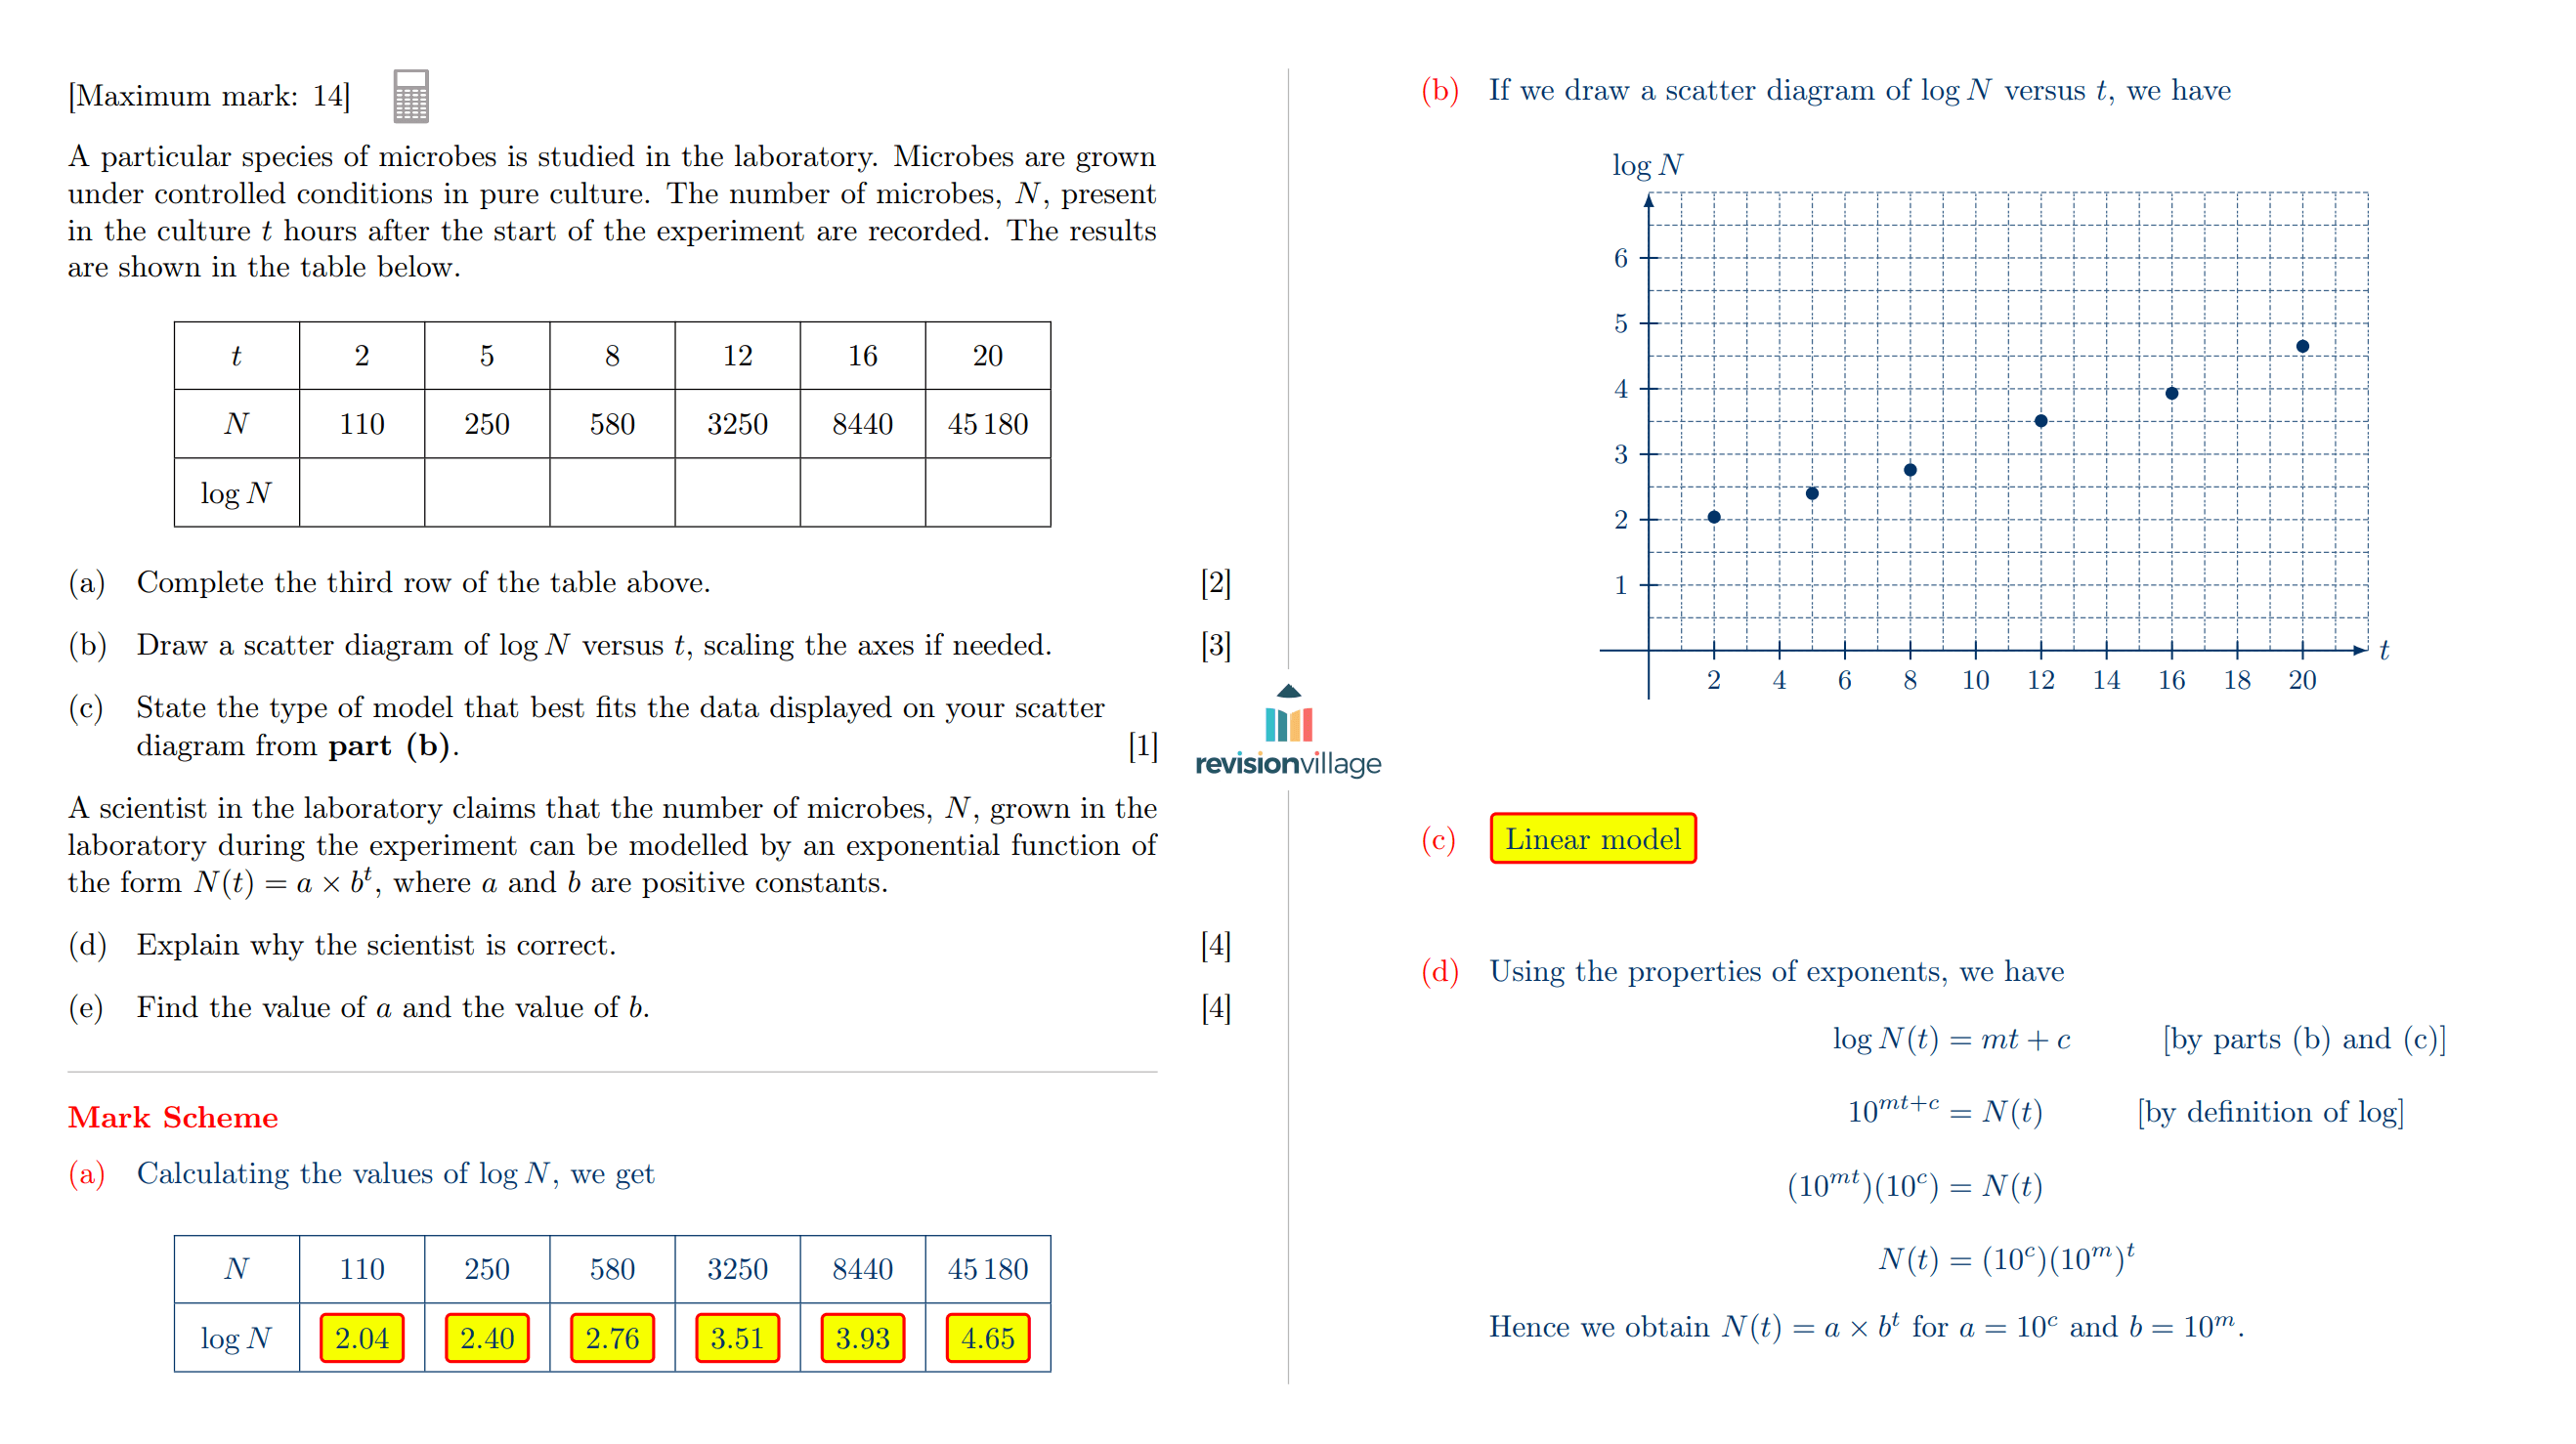 [Maximum mark: 14]
A particular species of microbes is studied in the laboratory. Microbes are grown
under controlled conditions in pure culture. The number of microbes, N, present
in the culture t hours after the start of the experiment are recorded. The results
are shown in the table below.
t 2 5 8 12 16 20
N 110 250 580 3250 8440 45 180
log N
(a) Complete the third row of the table above. [2]
(b) Draw a scatter diagram of log N versus t, scaling the axes if needed. [3]
(c) State the type of model that best fits the data displayed on your scatter
diagram from part (b). [1]
A scientist in the laboratory claims that the number of microbes, N, grown in the
laboratory during the experiment can be modelled by an exponential function of
the form N(t) = a × b^t, where a and b are positive constants.
(d) Explain why the scientist is correct. [4]
(e) Find the value of a and the value of b. [4]
Mark Scheme
(a) Calculating the values of log N, we get
N 110 250 580 3250 8440 45 180
log N 2.04 2.40 2.76 3.51 3.93 4.65
revisionvillage
(b) If we draw a scatter diagram of log N versus t, we have
log N
6
5
4
3
2
1
2 4 6 8 10 12 14 16 18 20
t
(c) Linear model
(d) Using the properties of exponents, we have
log N(t) = mt + c [by parts (b) and (c)]
10^{mt+c} = N(t) [by definition of log]
(10^{mt})(10^c) = N(t)
N(t) = (10^c)(10^m)^t
Hence we obtain N(t) = a × b^t for a = 10^c and b = 10^m.